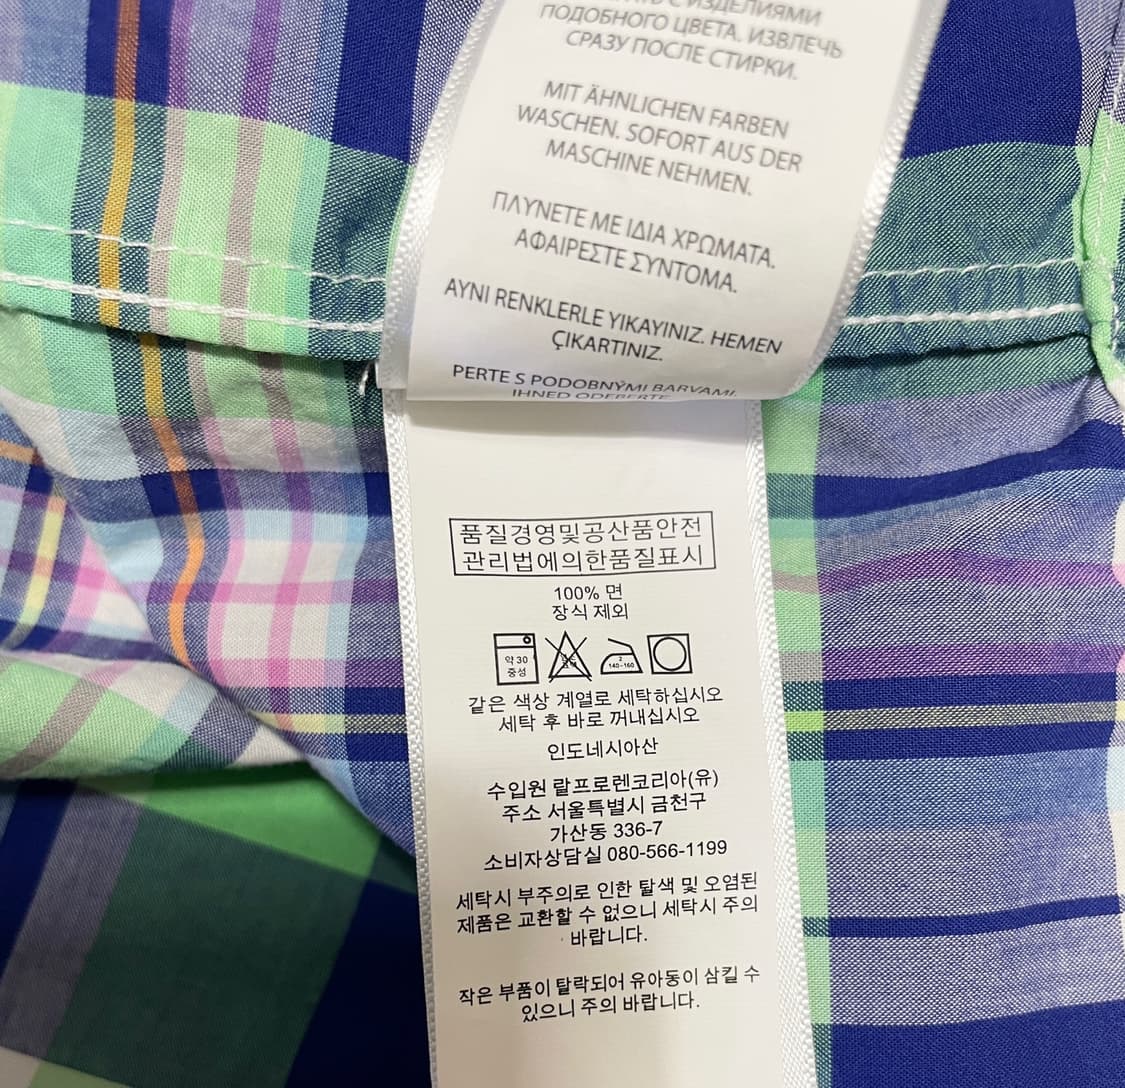 С ИЗДЕЛИЯМИ
ПОДОБНОГО ЦВЕТА. ИЗВЛЕЧЬ
СРАЗУ ПОСЛЕ СТИРКИ.
MIT ÄHNLICHEN FARBEN
WASCHEN. SOFORT AUS DER
MASCHINE NEHMEN.
ΠΛΥΝΕΤΕ ΜΕ ΙΔΙΑ ΧΡΩΜΑΤΑ.
ΑΦΑΙΡΕΣΤΕ ΣΥΝΤΟΜΑ.
AYNI RENKLERLE YIKAYINIZ. HEMEN
ÇIKARTINIZ.
PERTE S PODOBNÝMI BARVAMI.
IHNED ODEBERTE
품질경영및공산품안전
관리법에의한품질표시
100% 면
장식 제외
약 30
중성
2
140~160
같은 색상 계열로 세탁하십시오
세탁 후 바로 꺼내십시오
인도네시아산
수입원 랄프로렌코리아(유)
주소 서울특별시 금천구
가산동 336-7
소비자상담실 080-566-1199
세탁시 부주의로 인한 탈색 및 오염된
제품은 교환할 수 없으니 세탁시 주의
바랍니다.
작은 부품이 탈락되어 유아동이 삼킬 수
있으니 주의 바랍니다.